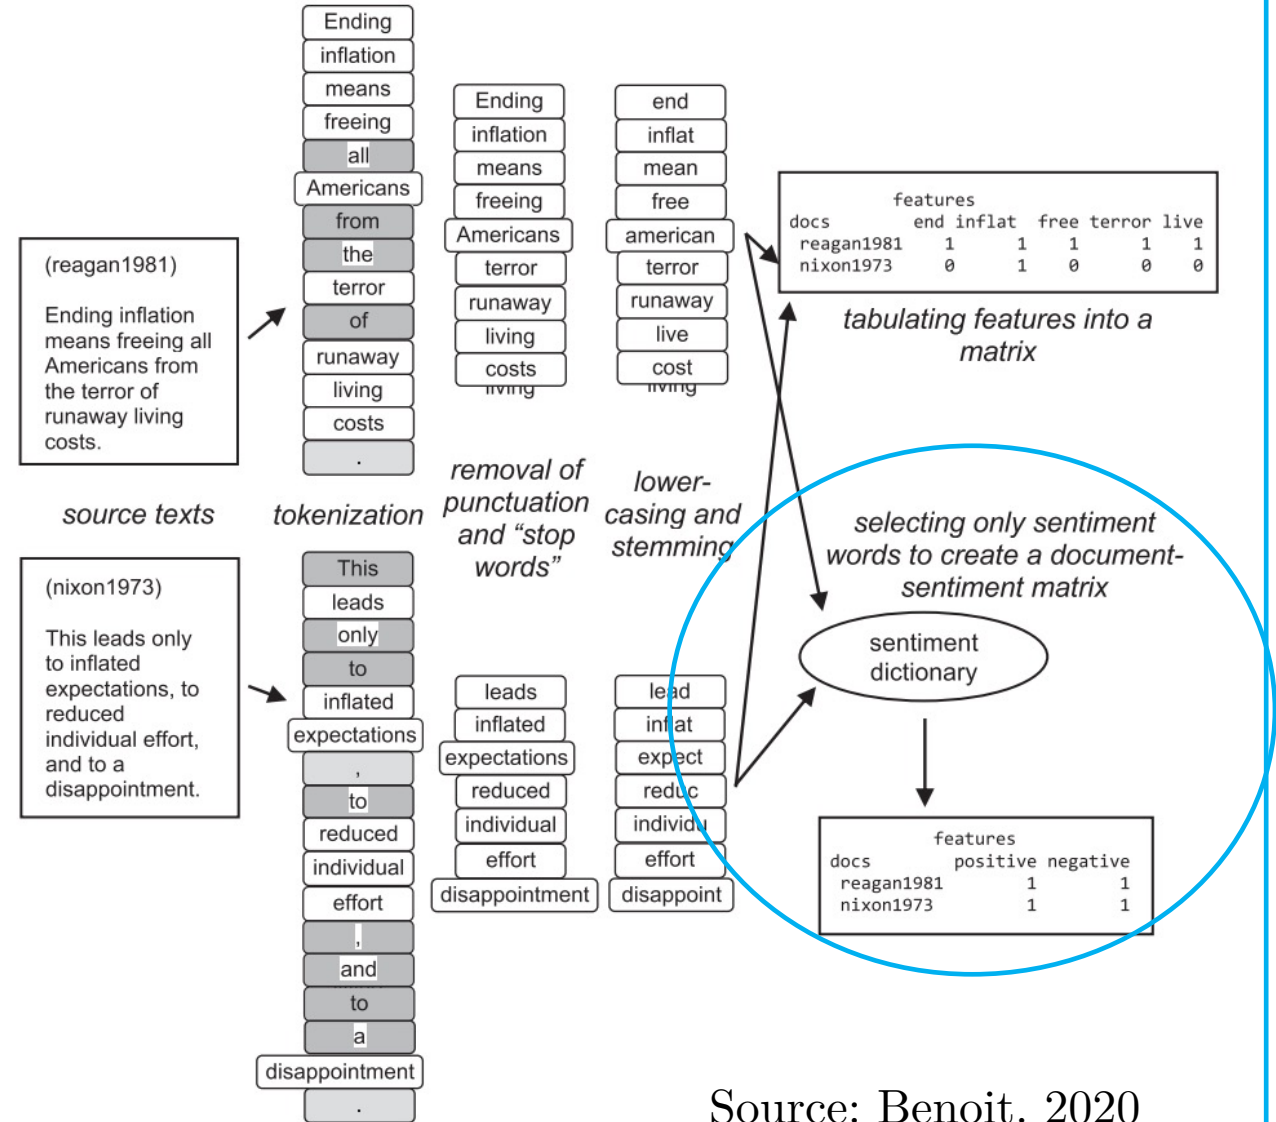 (reagan1981)
Ending inflation
means freeing all
Americans from
the terror of
runaway living
costs.
source texts
(nixon1973)
This leads only
to inflated
expectations, to
reduced
individual effort,
and to a
disappointment.
Ending
inflation
means
freeing
all
Americans
from
the
terror
of
runaway
living
costs
.
tokenization
This
leads
only
to
inflated
expectations
,
to
reduced
individual
effort
,
and
to
a
disappointment
.
Ending
inflation
means
freeing
Americans
terror
runaway
living
costs
living
removal of
punctuation
and “stop
words”
leads
inflated
expectations
reduced
individual
effort
disappointment
end
inflat
mean
free
american
terror
runaway
live
cost
living
lower-
casing and
stemming
lead
inflat
expect
reduc
individu
effort
disappoint
features
docs end inflat free terror live
reagan1981 1 1 1 1 1
nixon1973 0 1 0 0 0
tabulating features into a
matrix
selecting only sentiment
words to create a document-
sentiment matrix
sentiment
dictionary
features
docs positive negative
reagan1981 1 1
nixon1973 1 1
Source: Benoit, 2020